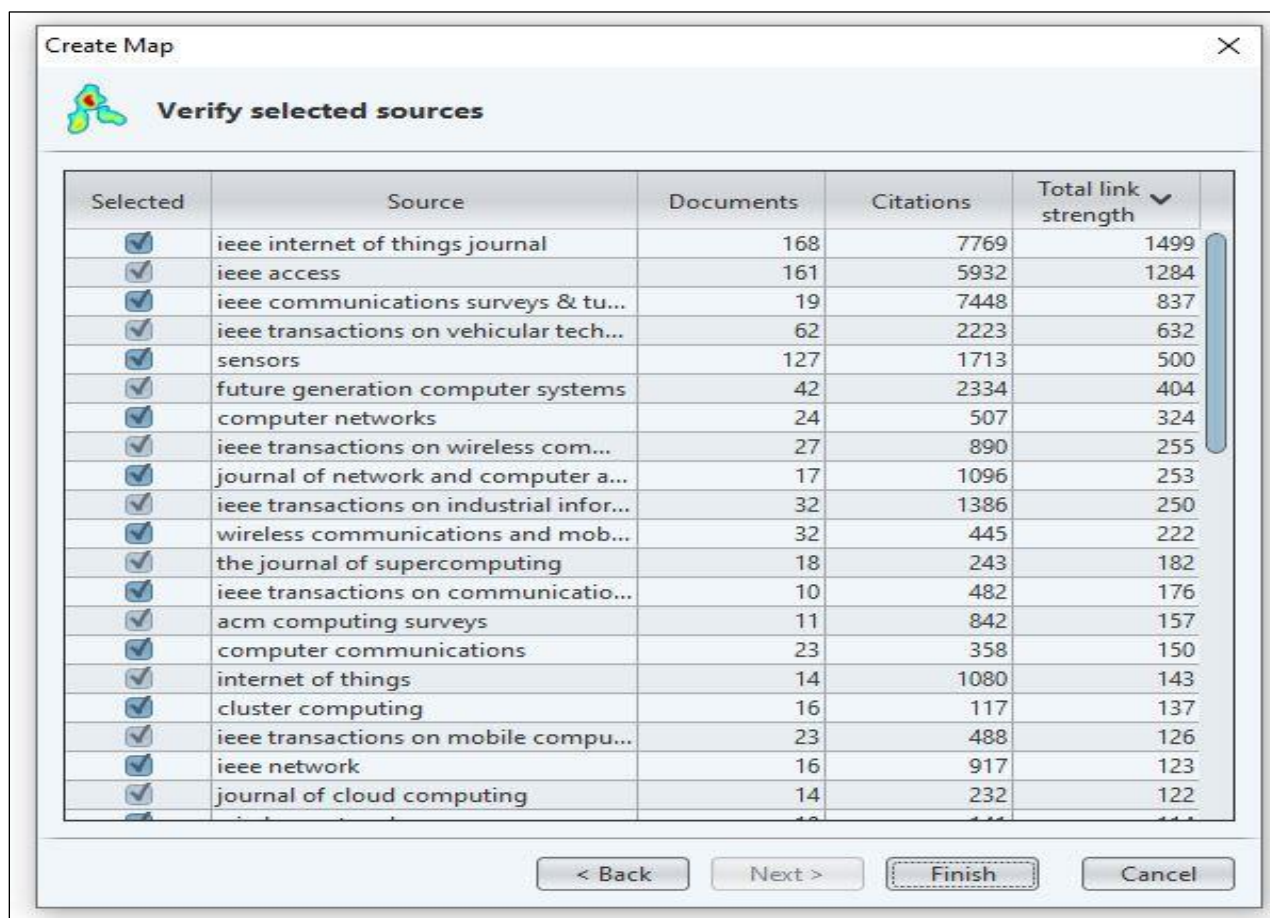 Create Map
Verify selected sources
Selected Source Documents Citations Total link strength
ieee internet of things journal 168 7769 1499
ieee access 161 5932 1284
ieee communications surveys & tu... 19 7448 837
ieee transactions on vehicular tech... 62 2223 632
sensors 127 1713 500
future generation computer systems 42 2334 404
computer networks 24 507 324
ieee transactions on wireless com... 27 890 255
journal of network and computer a... 17 1096 253
ieee transactions on industrial infor... 32 1386 250
wireless communications and mob... 32 445 222
the journal of supercomputing 18 243 182
ieee transactions on communicatio... 10 482 176
acm computing surveys 11 842 157
computer communications 23 358 150
internet of things 14 1080 143
cluster computing 16 117 137
ieee transactions on mobile compu... 23 488 126
ieee network 16 917 123
journal of cloud computing 14 232 122
< Back Next > Finish Cancel